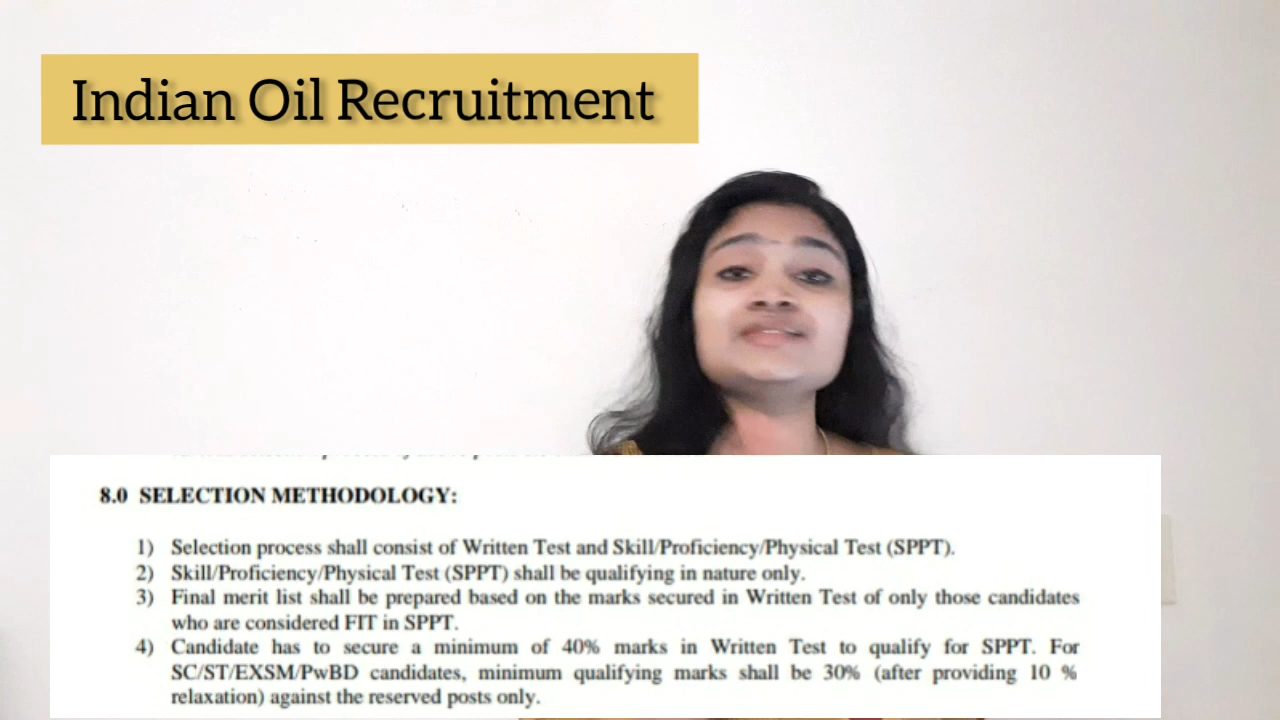 Indian Oil Recruitment
8.0 SELECTION METHODOLOGY:
1) Selection process shall consist of Written Test and Skill/Proficiency/Physical Test (SPPT).
2) Skill/Proficiency/Physical Test (SPPT) shall be qualifying in nature only.
3) Final merit list shall be prepared based on the marks secured in Written Test of only those candidates
who are considered FIT in SPPT.
4) Candidate has to secure a minimum of 40% marks in Written Test to qualify for SPPT. For
SC/ST/EXSM/PwBD candidates, minimum qualifying marks shall be 30% (after providing 10 %
relaxation) against the reserved posts only.